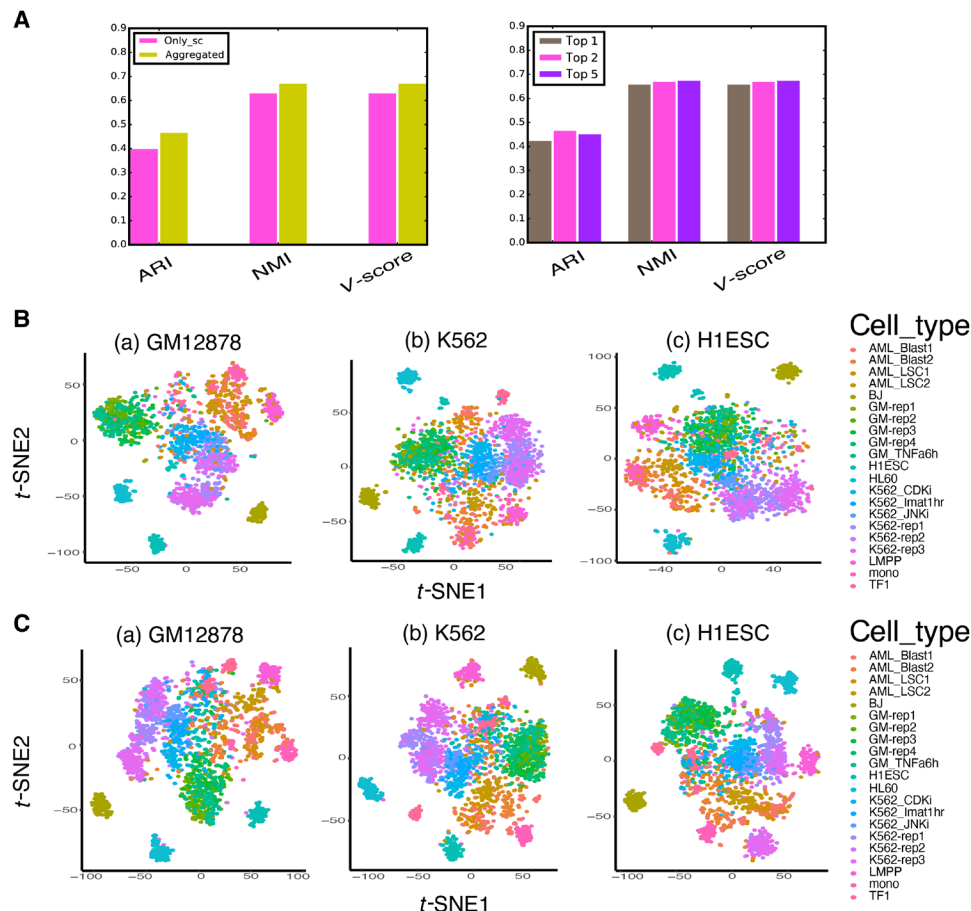 A
0.9
0.8
0.7
0.6
0.5
0.4
0.3
0.2
0.1
0.0
Only_sc
Aggregated
ARI
NMI
V-score
0.9
0.8
0.7
0.6
0.5
0.4
0.3
0.2
0.1
0.0
Top 1
Top 2
Top 5
ARI
NMI
V-score
B
(a) GM12878
(b) K562
(c) H1ESC
t-SNE2
50
0
−50
−100
−50
0
50
50
0
−50
−50
0
50
100
50
0
−50
−100
−40
0
40
t-SNE1
Cell_type
AML_Blast1
AML_Blast2
AML_LSC1
AML_LSC2
BJ
GM-rep1
GM-rep2
GM-rep3
GM-rep4
GM_TNFa6h
H1ESC
HL60
K562_CDKi
K562_Imat1hr
K562_JNKi
K562-rep2
K562-rep3
LMPP
mono
TF1
C
(a) GM12878
(b) K562
(c) H1ESC
t-SNE2
50
0
−50
−100
−50
0
50
100
50
0
−50
−100
−50
0
50
50
0
−50
−100
−50
0
50
t-SNE1
Cell_type
AML_Blast1
AML_Blast2
AML_LSC1
AML_LSC2
BJ
GM-rep1
GM-rep2
GM-rep3
GM-rep4
GM_TNFa6h
H1ESC
HL60
K562_CDKi
K562_Imat1hr
K562_JNKi
K562-rep1
K562-rep2
K562-rep3
LMPP
mono
TF1